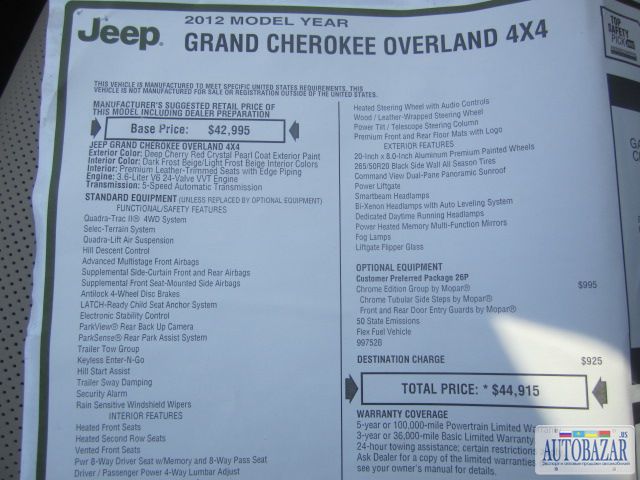 Jeep®
2012 MODEL YEAR
GRAND CHEROKEE OVERLAND 4X4
THIS VEHICLE IS MANUFACTURED TO MEET SPECIFIC UNITED STATES REQUIREMENTS. THIS
VEHICLE IS NOT MANUFACTURED FOR SALE OR REGISTRATION OUTSIDE OF THE UNITED STATES.
MANUFACTURER'S SUGGESTED RETAIL PRICE OF
THIS MODEL INCLUDING DEALER PREPARATION
Base Price: $42,995
JEEP GRAND CHEROKEE OVERLAND 4X4
Exterior Color: Deep Cherry Red Crystal Pearl Coat Exterior Paint
Interior Color: Dark Frost Beige/Light Frost Beige Interior Colors
Interior: Premium Leather-Trimmed Seats with Edge Piping
Engine: 3.6-Liter V6 24-Valve VVT Engine
Transmission: 5-Speed Automatic Transmission
STANDARD EQUIPMENT (UNLESS REPLACED BY OPTIONAL EQUIPMENT)
FUNCTIONAL/SAFETY FEATURES
Quadra-Trac II® 4WD System
Selec-Terrain System
Quadra-Lift Air Suspension
Hill Descent Control
Advanced Multistage Front Airbags
Supplemental Side-Curtain Front and Rear Airbags
Supplemental Front Seat-Mounted Side Airbags
Antilock 4-Wheel Disc Brakes
LATCH-Ready Child Seat Anchor System
Electronic Stability Control
ParkView® Rear Back Up Camera
ParkSense® Rear Park Assist System
Trailer Tow Group
Keyless Enter-N-Go
Hill Start Assist
Trailer Sway Damping
Security Alarm
Rain Sensitive Windshield Wipers
INTERIOR FEATURES
Heated Front Seats
Heated Second Row Seats
Vented Front Seats
Pwr 8-Way Driver Seat w/Memory and 8-Way Pass Seat
Driver / Passenger Power 4-Way Lumbar Adjust
Heated Steering Wheel with Audio Controls
Wood / Leather-Wrapped Steering Wheel
Power Tilt / Telescope Steering Column
Premium Front and Rear Floor Mats with Logo
EXTERIOR FEATURES
20-Inch x 8.0-Inch Aluminum Premium Painted Wheels
265/50R20 Black Side Wall All Season Tires
Command View Dual-Pane Panoramic Sunroof
Power Liftgate
Smartbeam Headlamps
Bi-Xenon Headlamps with Auto Leveling System
Dedicated Daytime Running Headlamps
Power Heated Memory Multi-Function Mirrors
Fog Lamps
Liftgate Flipper Glass
OPTIONAL EQUIPMENT
Customer Preferred Package 26P
Chrome Edition Group by Mopar® $995
Chrome Tubular Side Steps by Mopar®
Front and Rear Door Entry Guards by Mopar®
50 State Emissions
Flex Fuel Vehicle
99752B
DESTINATION CHARGE $925
TOTAL PRICE: * $44,915
WARRANTY COVERAGE
5-year or 100,000-mile Powertrain Limited
3-year or 36,000-mile Basic Limited Warranty
24-hour towing assistance; certain restrictions
Ask Dealer for a copy of the limited warranties
see your owner's manual for details.
TOP
SAFETY
PICK
AUTOBAZAR
.US